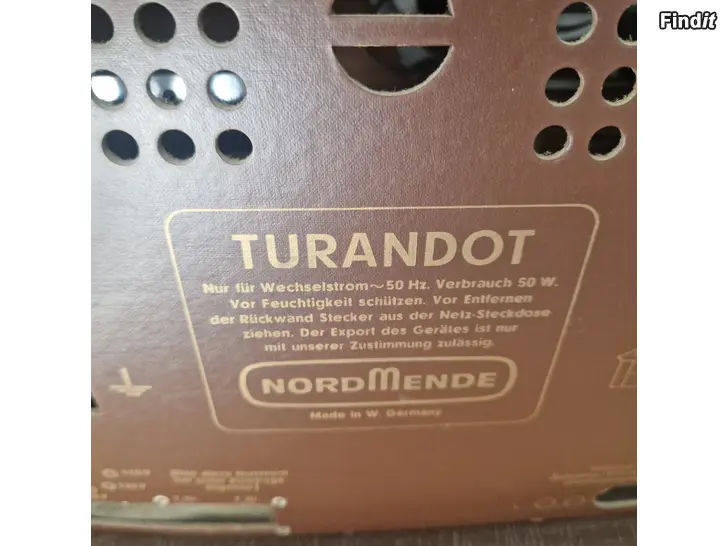 Findit
TURANDOT
Nur für Wechselstrom~50 Hz. Verbrauch 50 W.
Vor Feuchtigkeit schützen. Vor Entfernen
der Rückwand Stecker aus der Netz-Steckdose
ziehen. Der Export des Gerätes ist nur
mit unserer Zustimmung zulässig.
NORDMENDE
Made in W. Germany